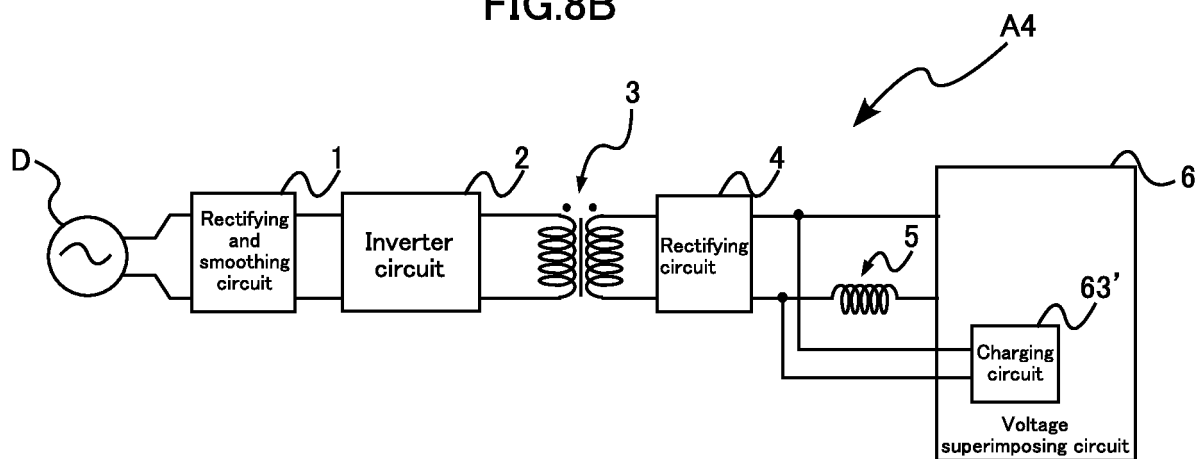 FIG.8B
A4
D
1
2
3
4
5
6
63'
Rectifying
and
smoothing
circuit
Inverter
circuit
Rectifying
circuit
Charging
circuit
Voltage
superimposing circuit